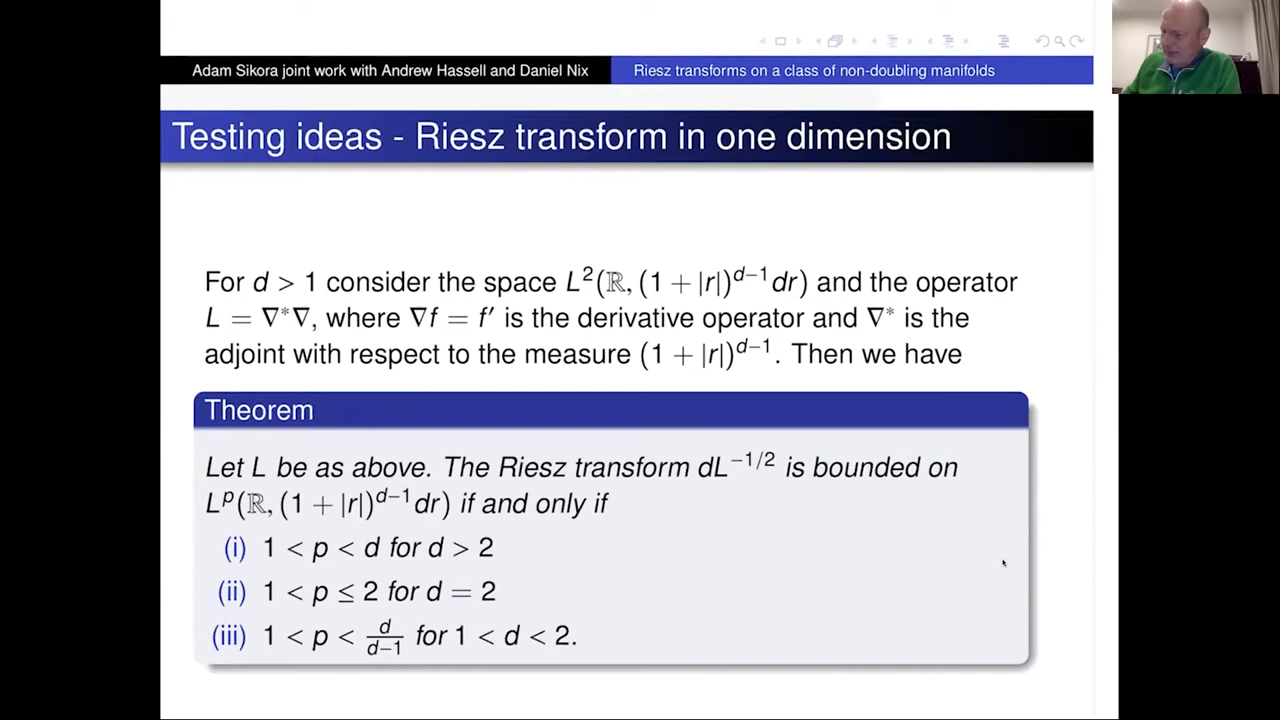 Adam Sikora joint work with Andrew Hassell and Daniel Nix
Riesz transforms on a class of non-doubling manifolds
Testing ideas - Riesz transform in one dimension
For d > 1 consider the space L²(ℝ, (1 + |r|)^{d−1}dr) and the operator
L = ∇*∇, where ∇f = f′ is the derivative operator and ∇* is the
adjoint with respect to the measure (1 + |r|)^{d−1}. Then we have
Theorem
Let L be as above. The Riesz transform dL^{−1/2} is bounded on
L^p(ℝ, (1 + |r|)^{d−1}dr) if and only if
(i) 1 < p < d for d > 2
(ii) 1 < p ≤ 2 for d = 2
(iii) 1 < p < \frac{d}{d−1} for 1 < d < 2.